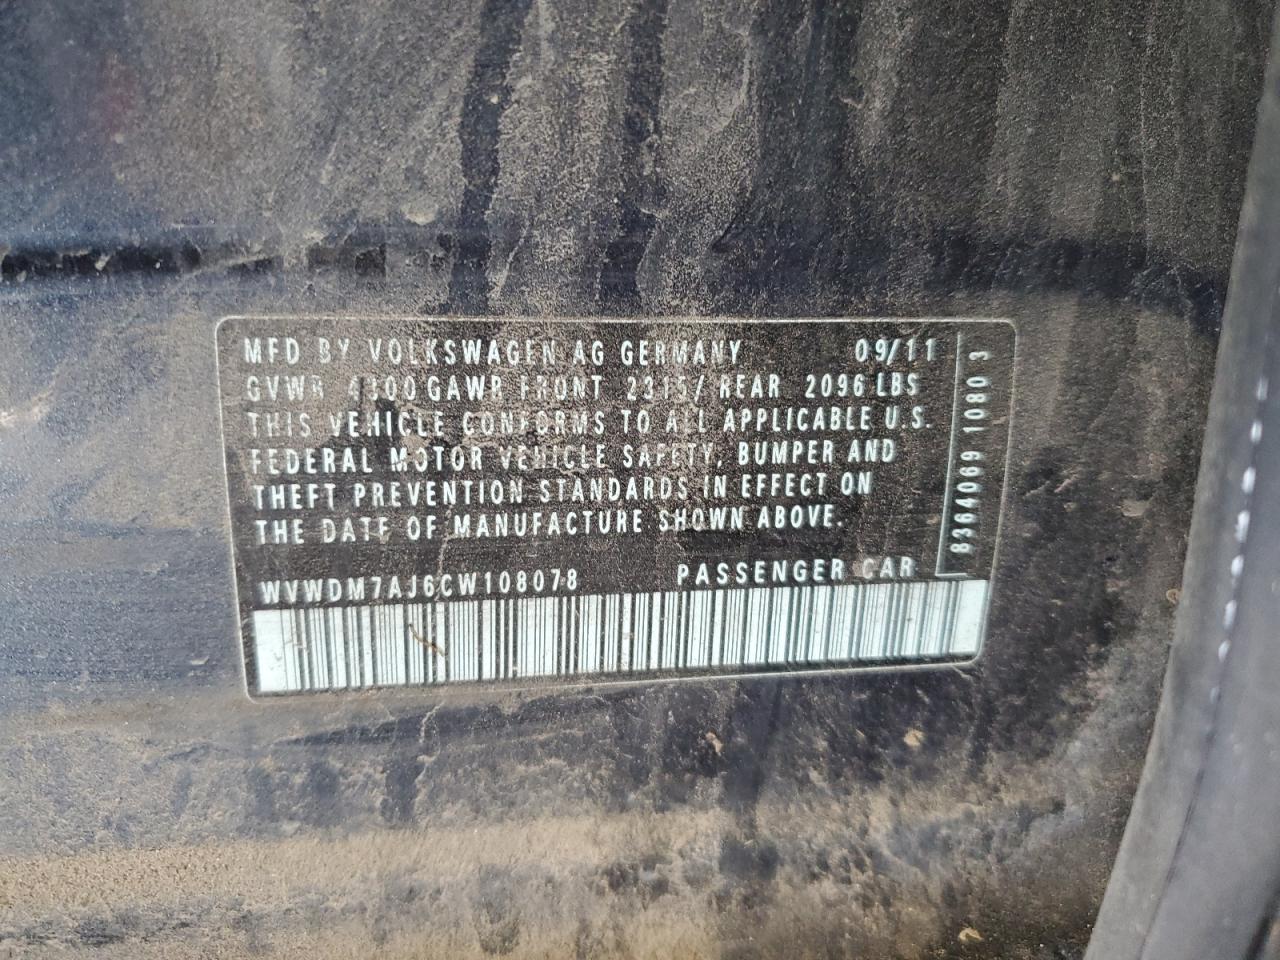 MFD BY VOLKSWAGEN AG GERMANY 09/11
GVWR 4300 GAWR FRONT 2315/ REAR 2096 LBS
THIS VEHICLE CONFORMS TO ALL APPLICABLE U.S.
FEDERAL MOTOR VEHICLE SAFETY, BUMPER AND
THEFT PREVENTION STANDARDS IN EFFECT ON
THE DATE OF MANUFACTURE SHOWN ABOVE.
WVWDM7AJ6CW108078 PASSENGER CAR
8364069 1080 3